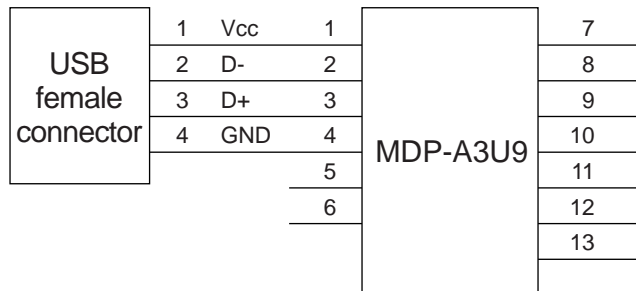 1 Vcc 1 7
USB 2 D- 2 8
female 3 D+ 3 9
connector 4 GND 4 MDP-A3U9 10
5 11
6 12
13